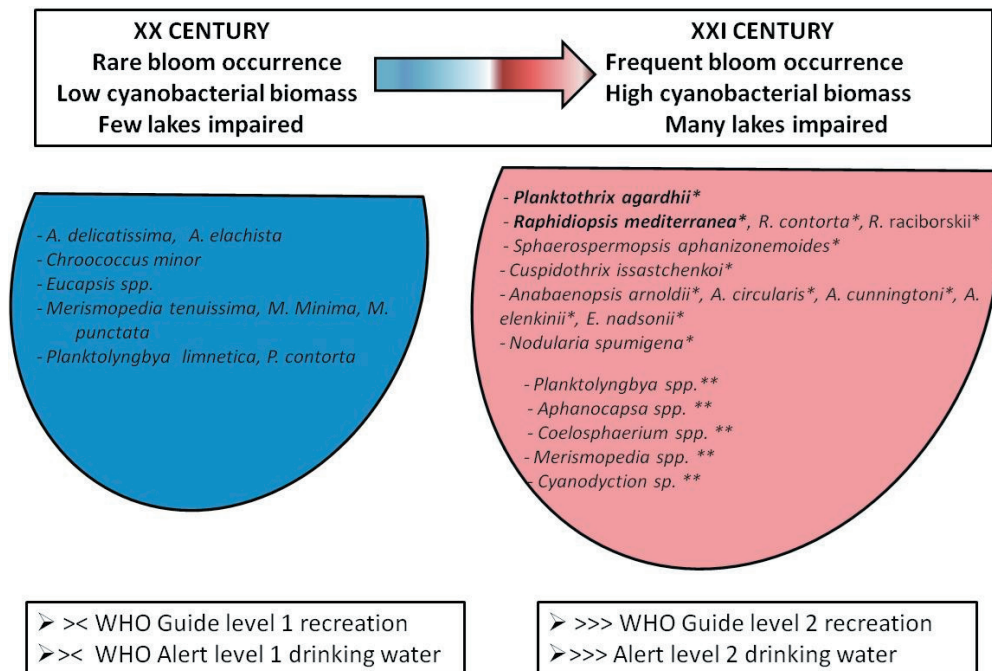 XX CENTURY
Rare bloom occurrence
Low cyanobacterial biomass
Few lakes impaired
XXI CENTURY
Frequent bloom occurrence
High cyanobacterial biomass
Many lakes impaired
- A. delicatissima, A. elachista
- Chroococcus minor
- Eucapsis spp.
- Merismopedia tenuissima, M. Minima, M.
punctata
- Planktolyngbya limnetica, P. contorta
- Planktothrix agardhii*
- Raphidiopsis mediterranea*, R. contorta*, R. raciborskii*
- Sphaerospermopsis aphanizonemoides*
- Cuspidothrix issastchenkoi*
- Anabaenopsis arnoldii*, A. circularis*, A. cunningtoni*, A.
elenkinii*, E. nadsonii*
- Nodularia spumigena*
- Planktolyngbya spp.**
- Aphanocapsa spp. **
- Coelosphaerium spp. **
- Merismopedia spp. **
- Cyanodyction sp. **
➢ >< WHO Guide level 1 recreation
➢ >< WHO Alert level 1 drinking water
➢ >>> WHO Guide level 2 recreation
➢ >>> Alert level 2 drinking water